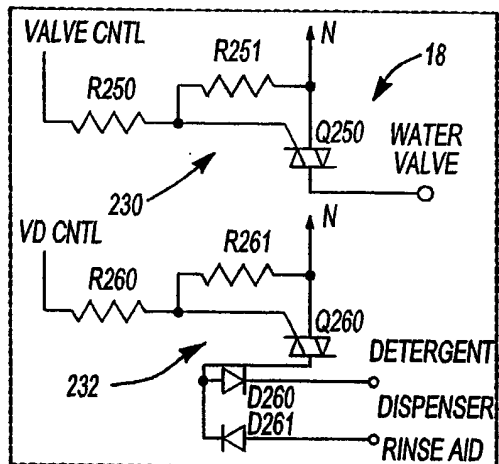 VALVE CNTL
R251
N
18
R250
Q250
WATER
VALVE
230
N
VD CNTL
R261
R260
Q260
DETERGENT
232
D260
DISPENSER
D261
RINSE AID